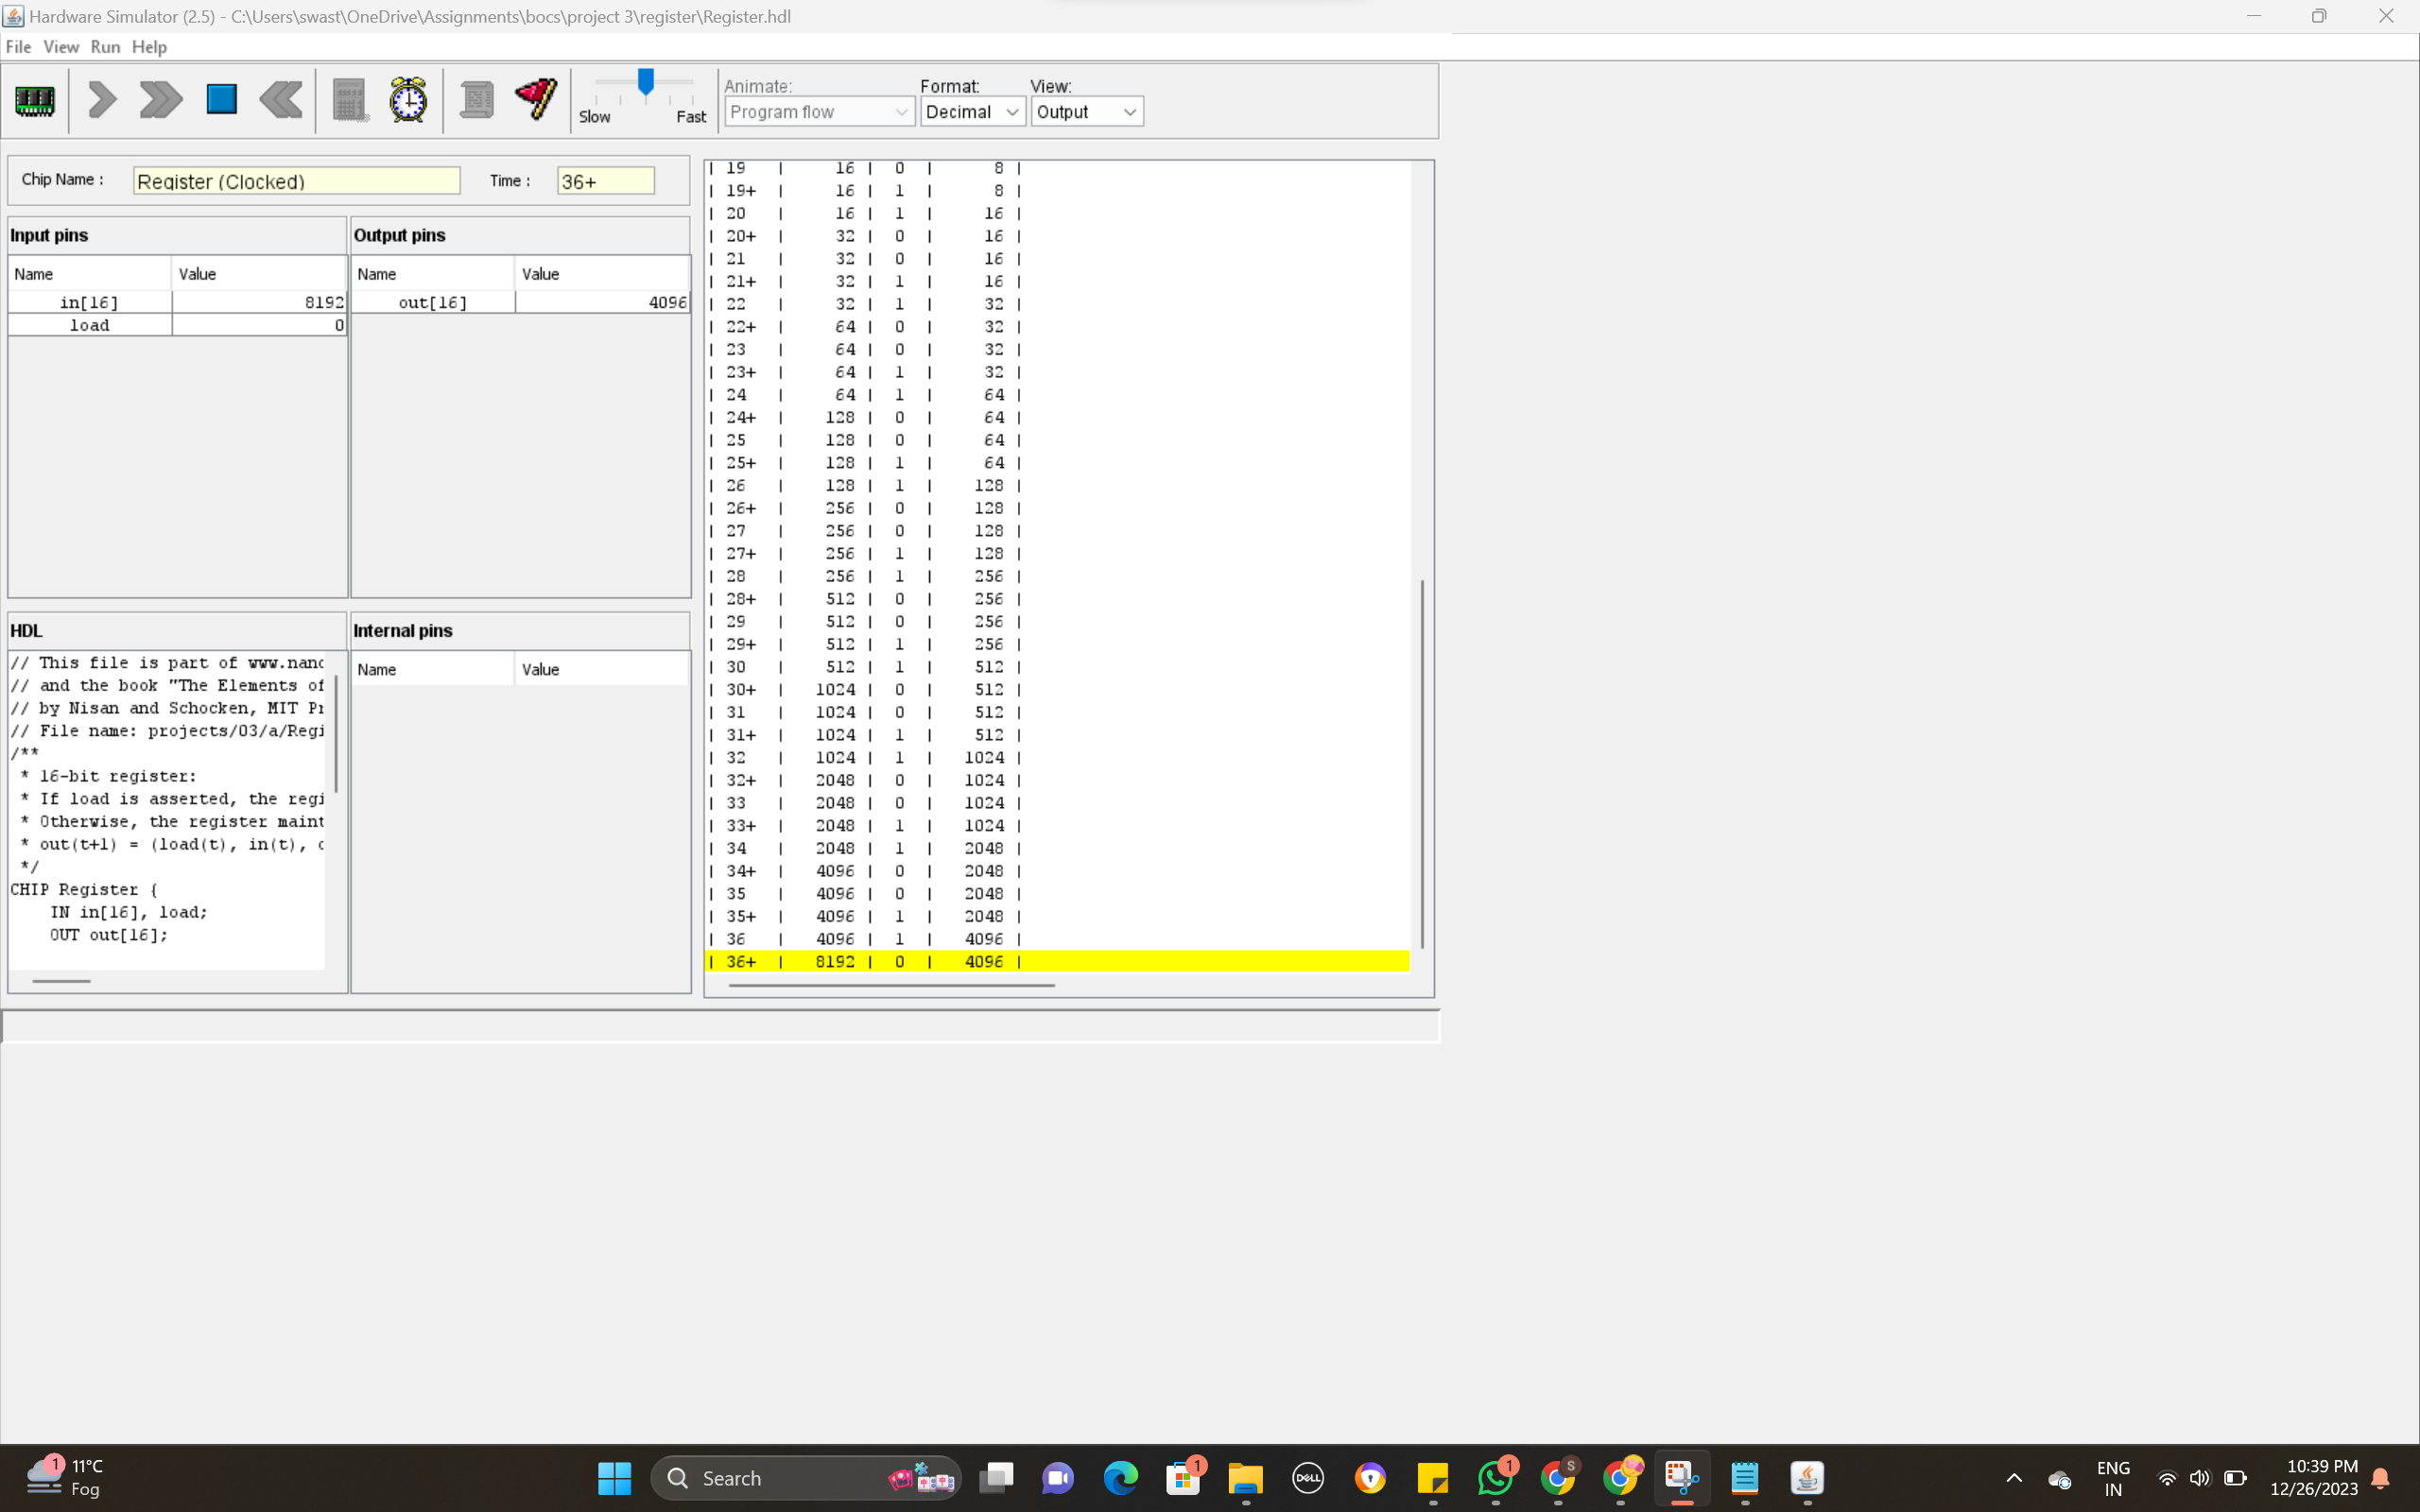 Hardware Simulator (2.5) - C:\Users\swast\OneDrive\Assignments\bocs\project 3\register\Register.hdl
File View Run Help
Slow Fast
Animate: Format: View:
Program flow Decimal Output
Chip Name : Register (Clocked) Time : 36+
Input pins Output pins
Name Value Name Value
in[16] 8192 out[16] 4096
load 0
HDL Internal pins
Name Value
// This file is part of www.nanc
// and the book "The Elements of
// by Nisan and Schocken, MIT Pr
// File name: projects/03/a/Regi
/**
* 16-bit register:
* If load is asserted, the regi
* Otherwise, the register maint
* out(t+1) = (load(t), in(t), c
*/
CHIP Register {
IN in[16], load;
OUT out[16];
| 19 | 16 | 0 | 8 |
| 19+ | 16 | 1 | 8 |
| 20 | 16 | 1 | 16 |
| 20+ | 32 | 0 | 16 |
| 21 | 32 | 0 | 16 |
| 21+ | 32 | 1 | 16 |
| 22 | 32 | 1 | 32 |
| 22+ | 64 | 0 | 32 |
| 23 | 64 | 0 | 32 |
| 23+ | 64 | 1 | 32 |
| 24 | 64 | 1 | 64 |
| 24+ | 128 | 0 | 64 |
| 25 | 128 | 0 | 64 |
| 25+ | 128 | 1 | 64 |
| 26 | 128 | 1 | 128 |
| 26+ | 256 | 0 | 128 |
| 27 | 256 | 0 | 128 |
| 27+ | 256 | 1 | 128 |
| 28 | 256 | 1 | 256 |
| 28+ | 512 | 0 | 256 |
| 29 | 512 | 0 | 256 |
| 29+ | 512 | 1 | 256 |
| 30 | 512 | 1 | 512 |
| 30+ | 1024 | 0 | 512 |
| 31 | 1024 | 0 | 512 |
| 31+ | 1024 | 1 | 512 |
| 32 | 1024 | 1 | 1024 |
| 32+ | 2048 | 0 | 1024 |
| 33 | 2048 | 0 | 1024 |
| 33+ | 2048 | 1 | 1024 |
| 34 | 2048 | 1 | 2048 |
| 34+ | 4096 | 0 | 2048 |
| 35 | 4096 | 0 | 2048 |
| 35+ | 4096 | 1 | 2048 |
| 36 | 4096 | 1 | 4096 |
| 36+ | 8192 | 0 | 4096 |
1 11°C
Fog
Search
1
DELL
1
S
ENG
IN
10:39 PM
12/26/2023